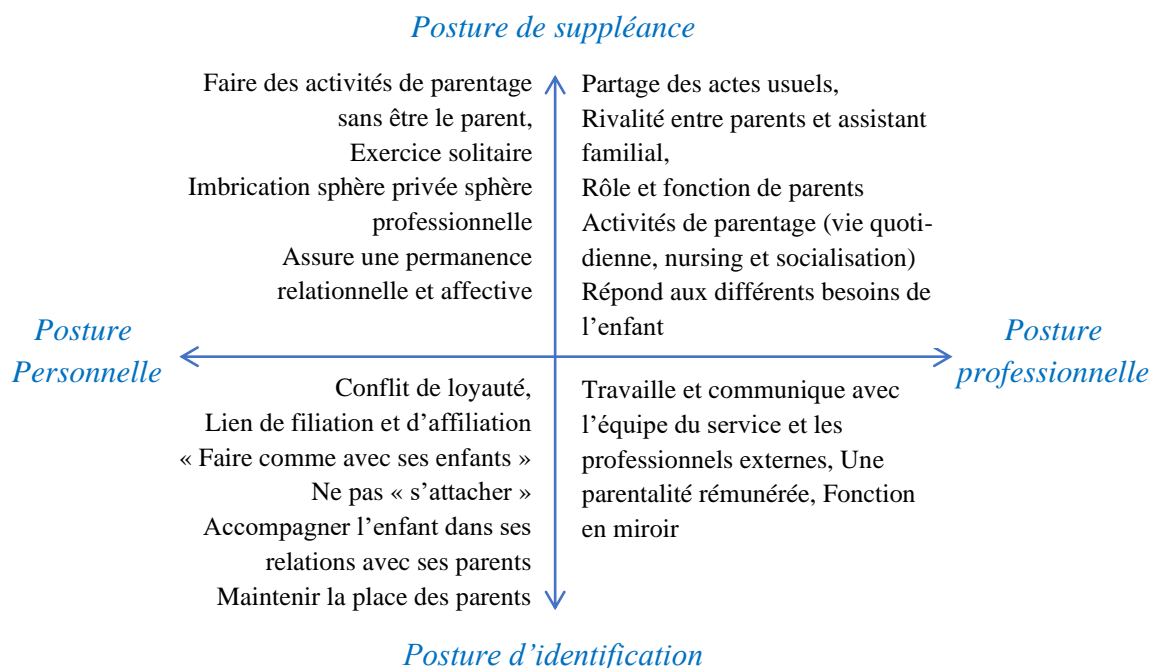 Posture de suppléance
Faire des activités de parentage
sans être le parent,
Exercice solitaire
Imbrication sphère privée sphère
professionnelle
Assure une permanence
relationnelle et affective
Partage des actes usuels,
Rivalité entre parents et assistant
familial,
Rôle et fonction de parents
Activités de parentage (vie quoti-
dienne, nursing et socialisation)
Répond aux différents besoins de
l’enfant
Posture
Personnelle
Posture
professionnelle
Conflit de loyauté,
Lien de filiation et d’affiliation
« Faire comme avec ses enfants »
Ne pas « s’attacher »
Accompagner l’enfant dans ses
relations avec ses parents
Maintenir la place des parents
Travaille et communique avec
l’équipe du service et les
professionnels externes, Une
parentalité rémunérée, Fonction
en miroir
Posture d’identification